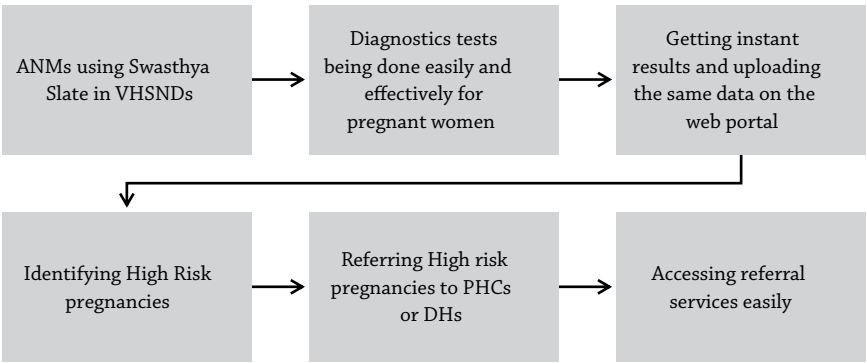 ANMs using Swasthya
Slate in VHSNDs
Diagnostics tests
being done easily and
effectively for
pregnant women
Getting instant
results and uploading
the same data on the
web portal
Identifying High Risk
pregnancies
Referring High risk
pregnancies to PHCs
or DHs
Accessing referral
services easily